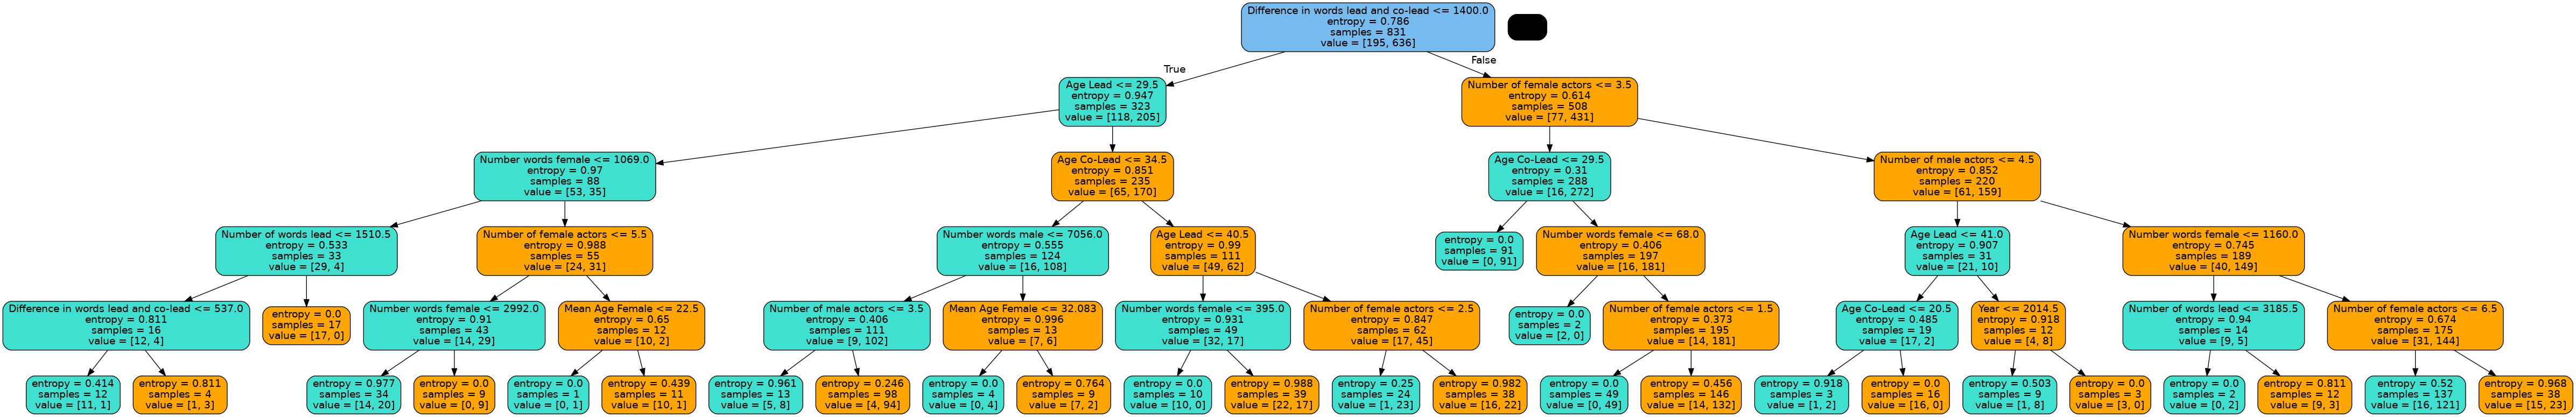 Difference in words lead and co-lead <= 1400.0
entropy = 0.786
samples = 831
value = [195, 636]
True
False
Age Lead <= 29.5
entropy = 0.947
samples = 323
value = [118, 205]
Number of female actors <= 3.5
entropy = 0.614
samples = 508
value = [77, 431]
Number words female <= 1069.0
entropy = 0.97
samples = 88
value = [53, 35]
Age Co-Lead <= 34.5
entropy = 0.851
samples = 235
value = [65, 170]
Age Co-Lead <= 29.5
entropy = 0.31
samples = 288
value = [16, 272]
Number of male actors <= 4.5
entropy = 0.852
samples = 220
value = [61, 159]
Number of words lead <= 1510.5
entropy = 0.533
samples = 33
value = [29, 4]
Number of female actors <= 5.5
entropy = 0.988
samples = 55
value = [24, 31]
Number words male <= 7056.0
entropy = 0.555
samples = 124
value = [16, 108]
Age Lead <= 40.5
entropy = 0.99
samples = 111
value = [49, 62]
entropy = 0.0
samples = 91
value = [0, 91]
Number words female <= 68.0
entropy = 0.406
samples = 197
value = [16, 181]
Age Lead <= 41.0
entropy = 0.907
samples = 31
value = [21, 10]
Number words female <= 1160.0
entropy = 0.745
samples = 189
value = [40, 149]
Difference in words lead and co-lead <= 537.0
entropy = 0.811
samples = 16
value = [12, 4]
entropy = 0.0
samples = 17
value = [17, 0]
Number words female <= 2992.0
entropy = 0.91
samples = 43
value = [14, 29]
Mean Age Female <= 22.5
entropy = 0.65
samples = 12
value = [10, 2]
Number of male actors <= 3.5
entropy = 0.406
samples = 111
value = [9, 102]
Mean Age Female <= 32.083
entropy = 0.996
samples = 13
value = [7, 6]
Number words female <= 395.0
entropy = 0.931
samples = 49
value = [32, 17]
Number of female actors <= 2.5
entropy = 0.847
samples = 62
value = [17, 45]
entropy = 0.0
samples = 2
value = [2, 0]
Number of female actors <= 1.5
entropy = 0.373
samples = 195
value = [14, 181]
Age Co-Lead <= 20.5
entropy = 0.485
samples = 19
value = [17, 2]
Year <= 2014.5
entropy = 0.918
samples = 12
value = [4, 8]
Number of words lead <= 3185.5
entropy = 0.94
samples = 14
value = [9, 5]
Number of female actors <= 6.5
entropy = 0.674
samples = 175
value = [31, 144]
entropy = 0.414
samples = 12
value = [11, 1]
entropy = 0.811
samples = 4
value = [1, 3]
entropy = 0.977
samples = 34
value = [14, 20]
entropy = 0.0
samples = 9
value = [0, 9]
entropy = 0.0
samples = 1
value = [0, 1]
entropy = 0.439
samples = 11
value = [10, 1]
entropy = 0.961
samples = 13
value = [5, 8]
entropy = 0.246
samples = 98
value = [4, 94]
entropy = 0.0
samples = 4
value = [0, 4]
entropy = 0.764
samples = 9
value = [7, 2]
entropy = 0.0
samples = 10
value = [10, 0]
entropy = 0.988
samples = 39
value = [22, 17]
entropy = 0.25
samples = 24
value = [1, 23]
entropy = 0.982
samples = 38
value = [16, 22]
entropy = 0.0
samples = 49
value = [0, 49]
entropy = 0.456
samples = 146
value = [14, 132]
entropy = 0.918
samples = 3
value = [1, 2]
entropy = 0.0
samples = 16
value = [16, 0]
entropy = 0.503
samples = 9
value = [1, 8]
entropy = 0.0
samples = 3
value = [3, 0]
entropy = 0.0
samples = 2
value = [0, 2]
entropy = 0.811
samples = 12
value = [9, 3]
entropy = 0.52
samples = 137
value = [16, 121]
entropy = 0.968
samples = 38
value = [15, 23]